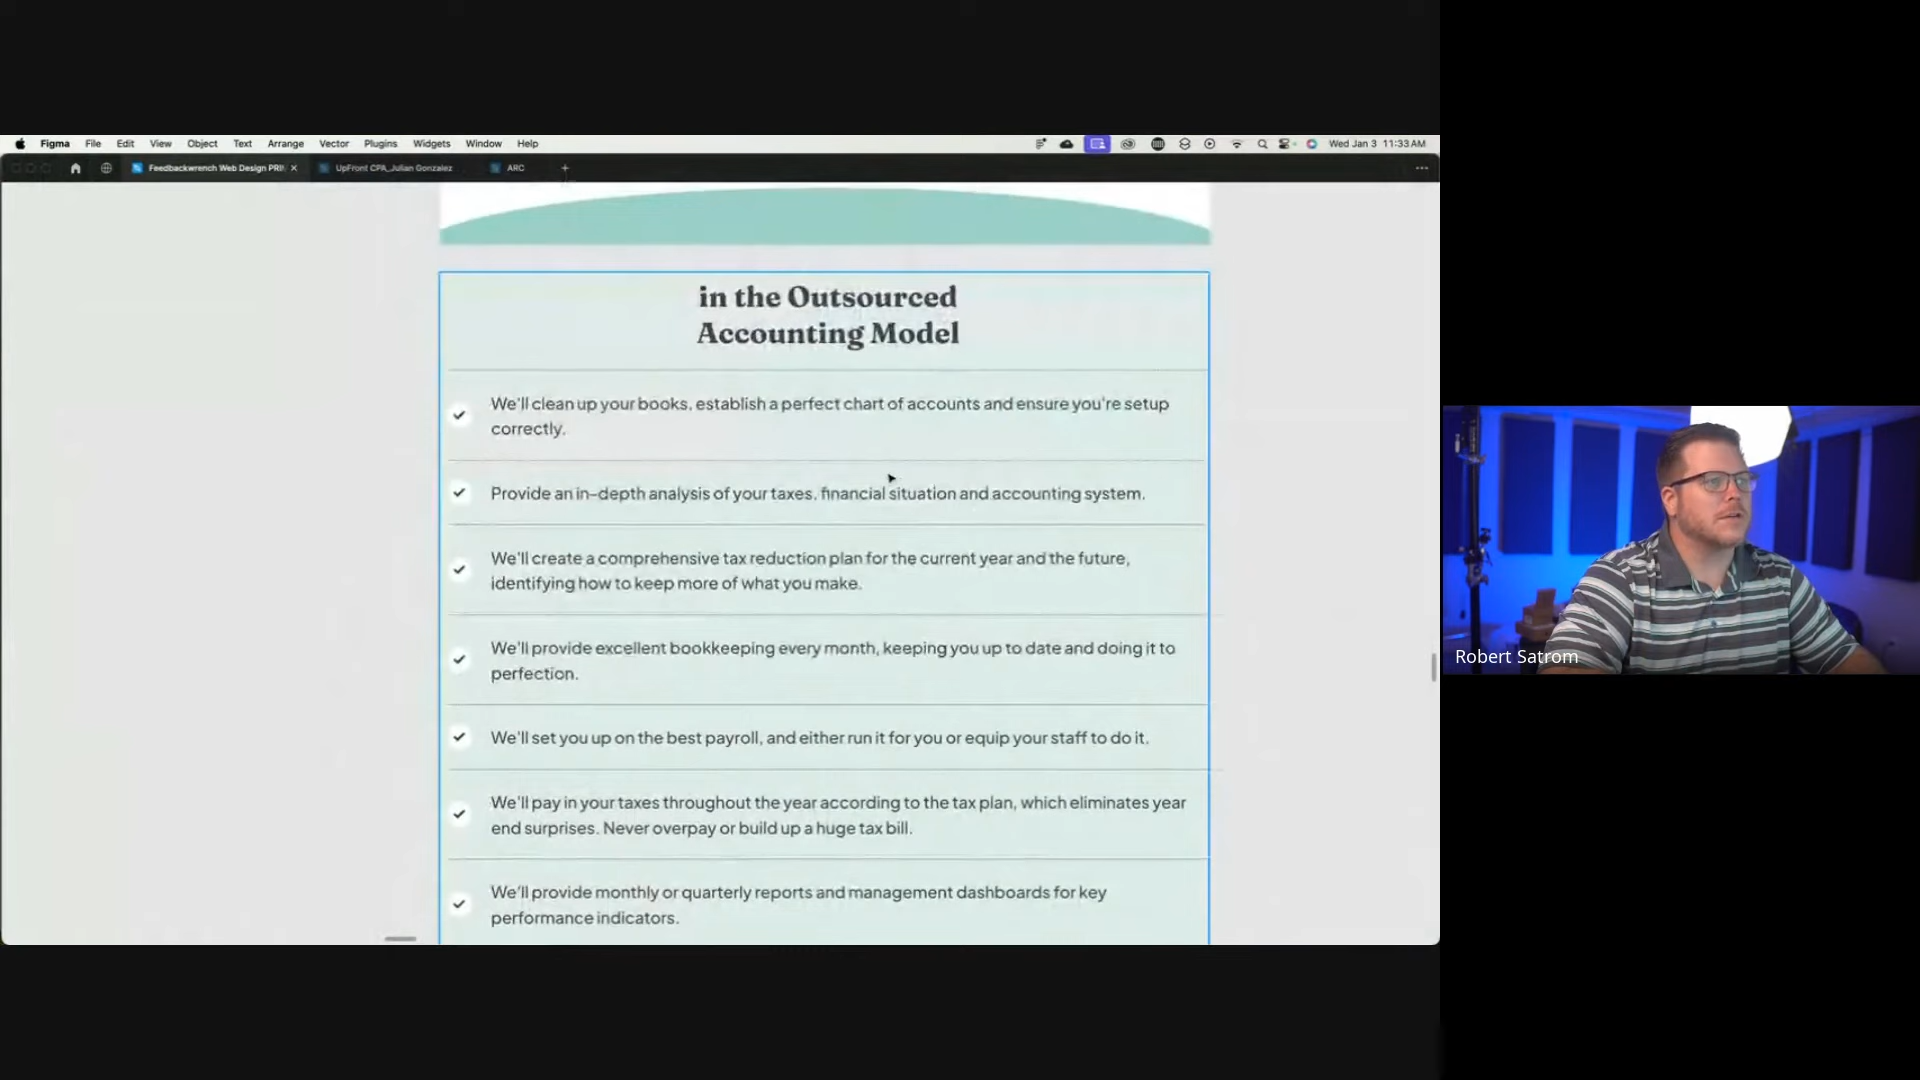 Figma File Edit View Object Text Arrange Vector Plugins Widgets Window Help Wed Jan 3 11:33 AM
Feedbackwrench Web Design PRI UpFront CPA_Julian Gonzalez ARC
in the Outsourced
Accounting Model
We'll clean up your books, establish a perfect chart of accounts and ensure you're setup
correctly.
Provide an in-depth analysis of your taxes, financial situation and accounting system.
We'll create a comprehensive tax reduction plan for the current year and the future,
identifying how to keep more of what you make.
We'll provide excellent bookkeeping every month, keeping you up to date and doing it to
perfection.
We'll set you up on the best payroll, and either run it for you or equip your staff to do it.
We'll pay in your taxes throughout the year according to the tax plan, which eliminates year
end surprises. Never overpay or build up a huge tax bill.
We'll provide monthly or quarterly reports and management dashboards for key
performance indicators.
Robert Satrom